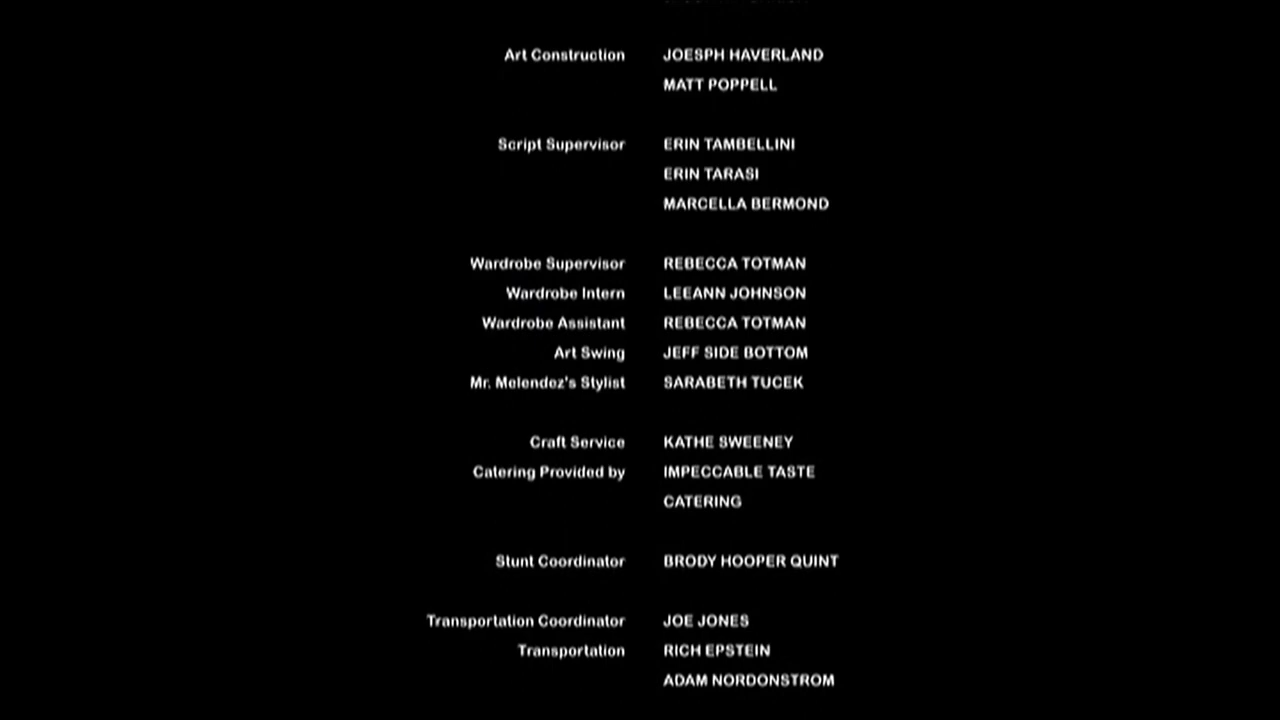 Art Construction JOESPH HAVERLAND
MATT POPPELL
Script Supervisor ERIN TAMBELLINI
ERIN TARASI
MARCELLA BERMOND
Wardrobe Supervisor REBECCA TOTMAN
Wardrobe Intern LEEANN JOHNSON
Wardrobe Assistant REBECCA TOTMAN
Art Swing JEFF SIDE BOTTOM
Mr. Melendez's Stylist SARABETH TUCEK
Craft Service KATHE SWEENEY
Catering Provided by IMPECCABLE TASTE
CATERING
Stunt Coordinator BRODY HOOPER QUINT
Transportation Coordinator JOE JONES
Transportation RICH EPSTEIN
ADAM NORDONSTROM